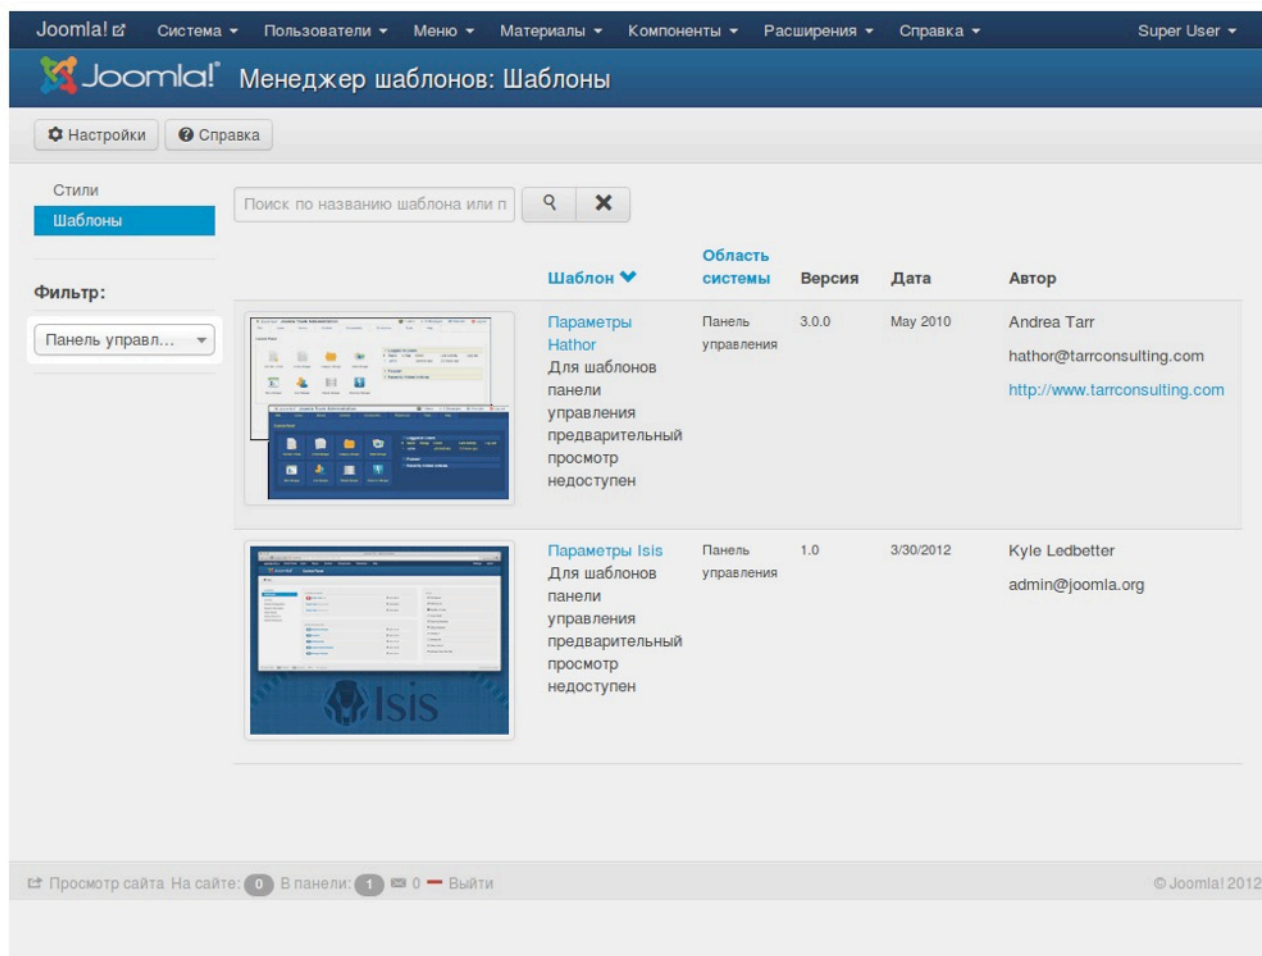 Joomla! Система Пользователи Меню Материалы Компоненты Расширения Справка Super User
Joomla! Менеджер шаблонов: Шаблоны
Настройки Справка
Стили
Шаблоны
Фильтр:
Панель управл...
Поиск по названию шаблона или п
Шаблон Область системы Версия Дата Автор
Параметры
Hathor
Для шаблонов
панели
управления
предварительный
просмотр
недоступен
Панель
управления
3.0.0
May 2010
Andrea Tarr
hathor@tarrconsulting.com
http://www.tarrconsulting.com
Isis
Параметры Isis
Для шаблонов
панели
управления
предварительный
просмотр
недоступен
Панель
управления
1.0
3/30/2012
Kyle Ledbetter
admin@joomla.org
Просмотр сайта На сайте: 0 В панели: 1 0 Выйти
© Joomla! 2012